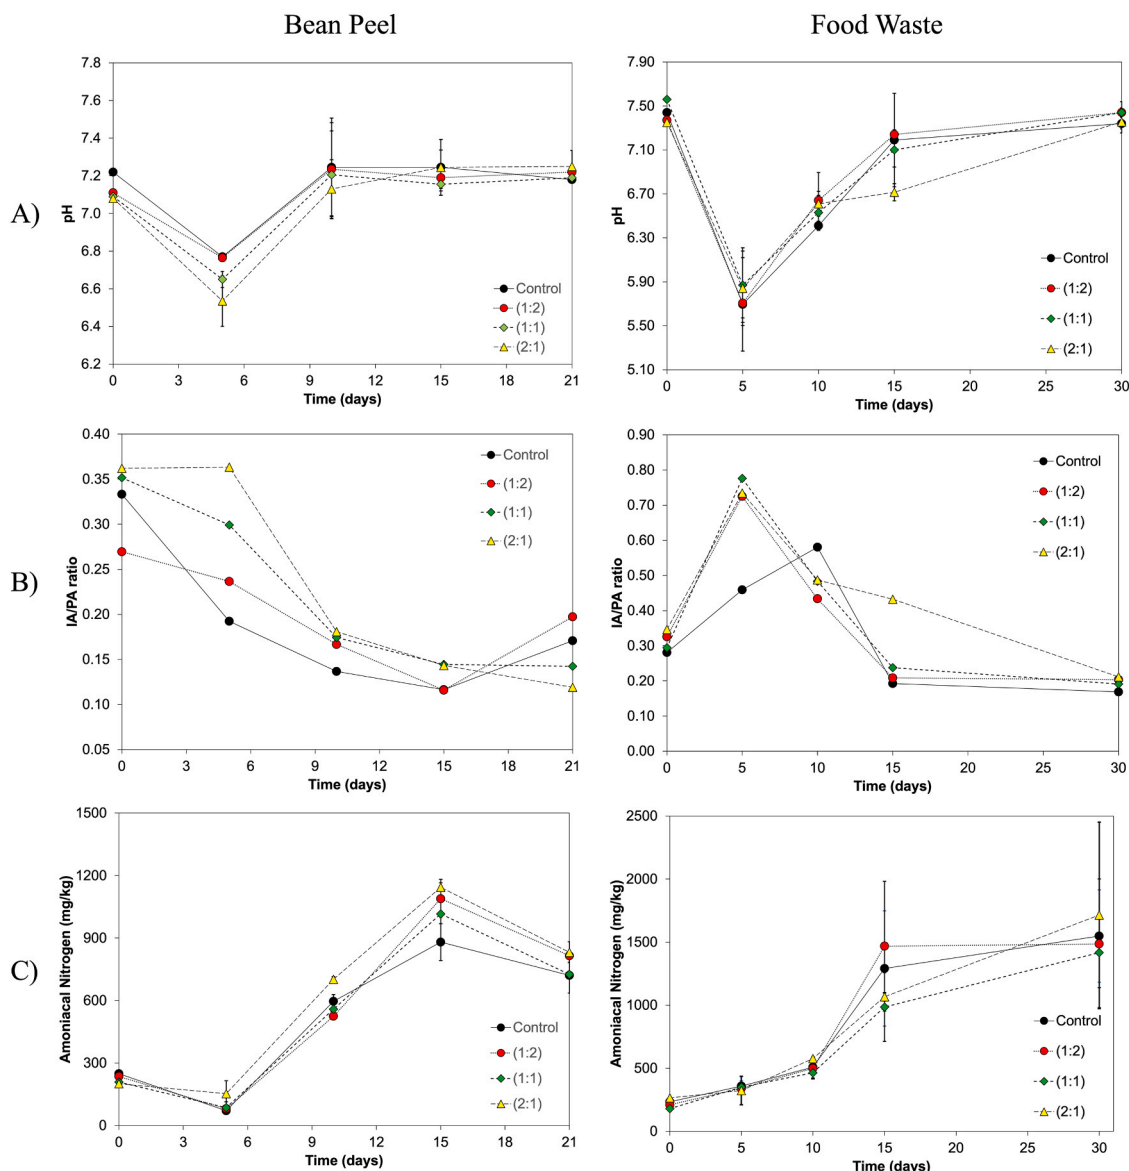 Bean Peel
Food Waste
A)
pH
7.8
7.6
7.4
7.2
7.0
6.8
6.6
6.4
6.2
0 3 6 9 12 15 18 21
Time (days)
Control
(1:2)
(1:1)
(2:1)
pH
7.90
7.50
7.10
6.70
6.30
5.90
5.50
5.10
0 5 10 15 20 25 30
Time (days)
Control
(1:2)
(1:1)
(2:1)
B)
IA/PA ratio
0.40
0.35
0.30
0.25
0.20
0.15
0.10
0.05
0 3 6 9 12 15 18 21
Time (days)
Control
(1:2)
(1:1)
(2:1)
IA/PA ratio
0.90
0.80
0.70
0.60
0.50
0.40
0.30
0.20
0.10
0.00
0 5 10 15 20 25 30
Time (days)
Control
(1:2)
(1:1)
(2:1)
C)
Amoniacal Nitrogen (mg/kg)
1500
1200
900
600
300
0
0 3 6 9 12 15 18 21
Time (days)
Control
(1:2)
(1:1)
(2:1)
Amoniacal Nitrogen (mg/kg)
2500
2000
1500
1000
500
0
0 5 10 15 20 25 30
Time (days)
Control
(1:2)
(1:1)
(2:1)